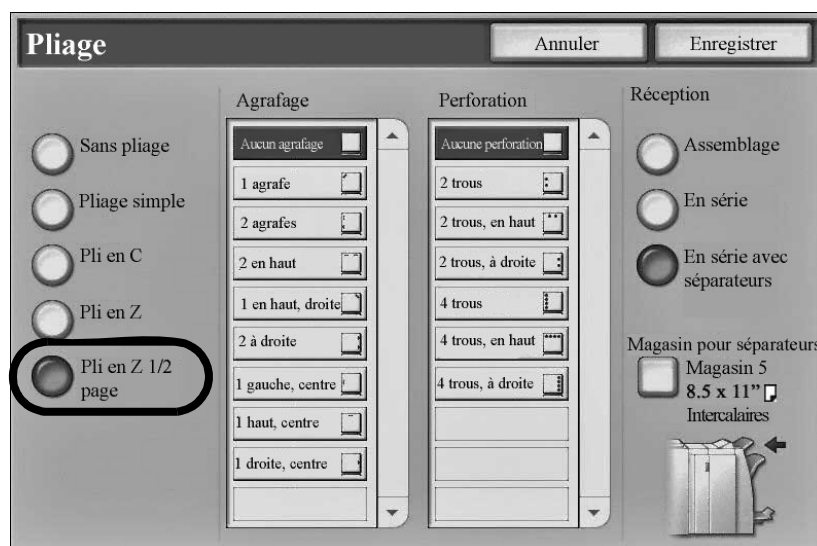 Pliage
Annuler
Enregistrer
Sans pliage
Pliage simple
Pli en C
Pli en Z
Pli en Z 1/2
page
Agrafage
Aucun agrafage
1 agrafe
2 agrafes
2 en haut
1 en haut, droite
2 à droite
1 gauche, centre
1 haut, centre
1 droite, centre
Perforation
Aucune perforation
2 trous
2 trous, en haut
2 trous, à droite
4 trous
4 trous, en haut
4 trous, à droite
Réception
Assemblage
En série
En série avec
séparateurs
Magasin pour séparateurs
Magasin 5
8.5 x 11”
Intercalaires